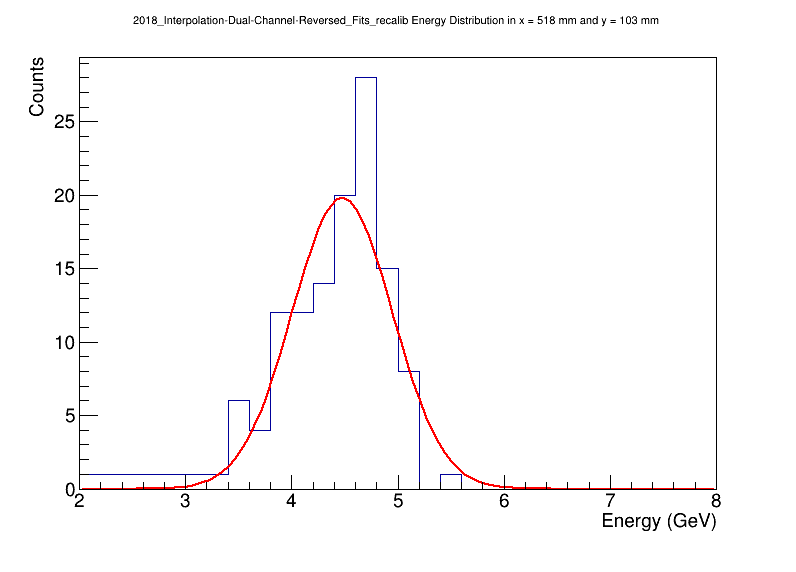 2018_Interpolation-Dual-Channel-Reversed_Fits_recalib Energy Distribution in x = 518 mm and y = 103 mm
Counts
25
20
15
10
5
0
2 3 4 5 6 7 8
Energy (GeV)